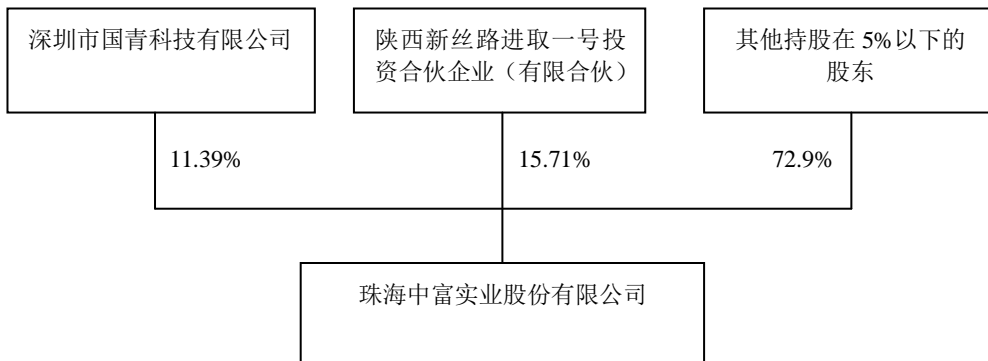 深圳市国青科技有限公司
陕西新丝路进取一号投
资合伙企业（有限合伙）
其他持股在 5%以下的
股东
11.39%
15.71%
72.9%
珠海中富实业股份有限公司